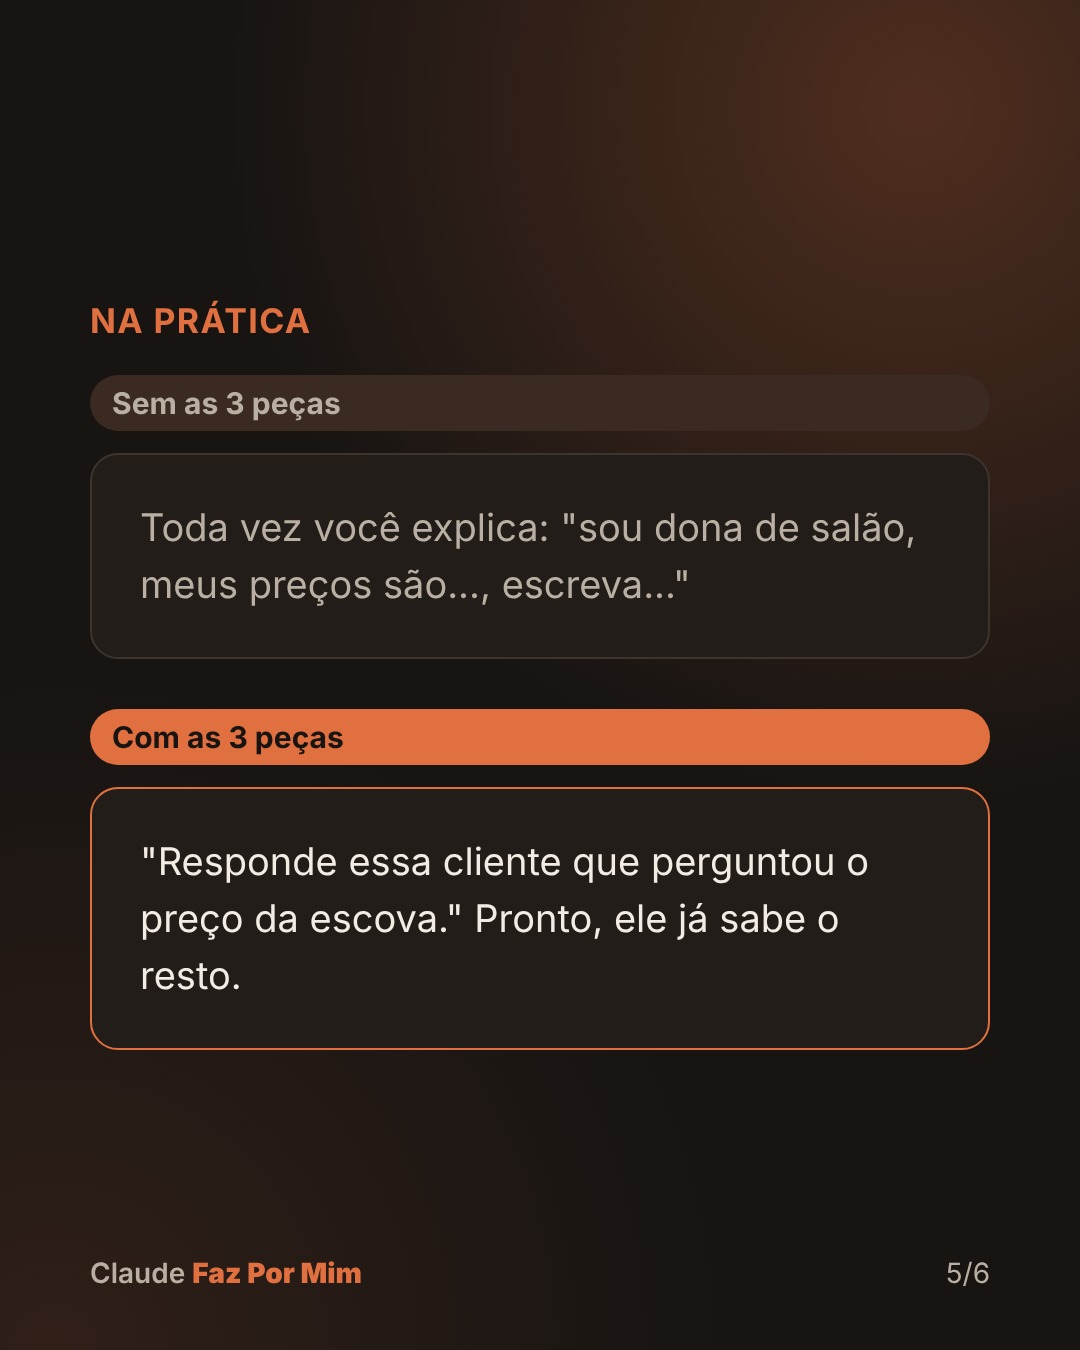 NA PRÁTICA
Sem as 3 peças
Toda vez você explica: "sou dona de salão,
meus preços são..., escreva..."
Com as 3 peças
"Responde essa cliente que perguntou o
preço da escova." Pronto, ele já sabe o
resto.
Claude Faz Por Mim
5/6